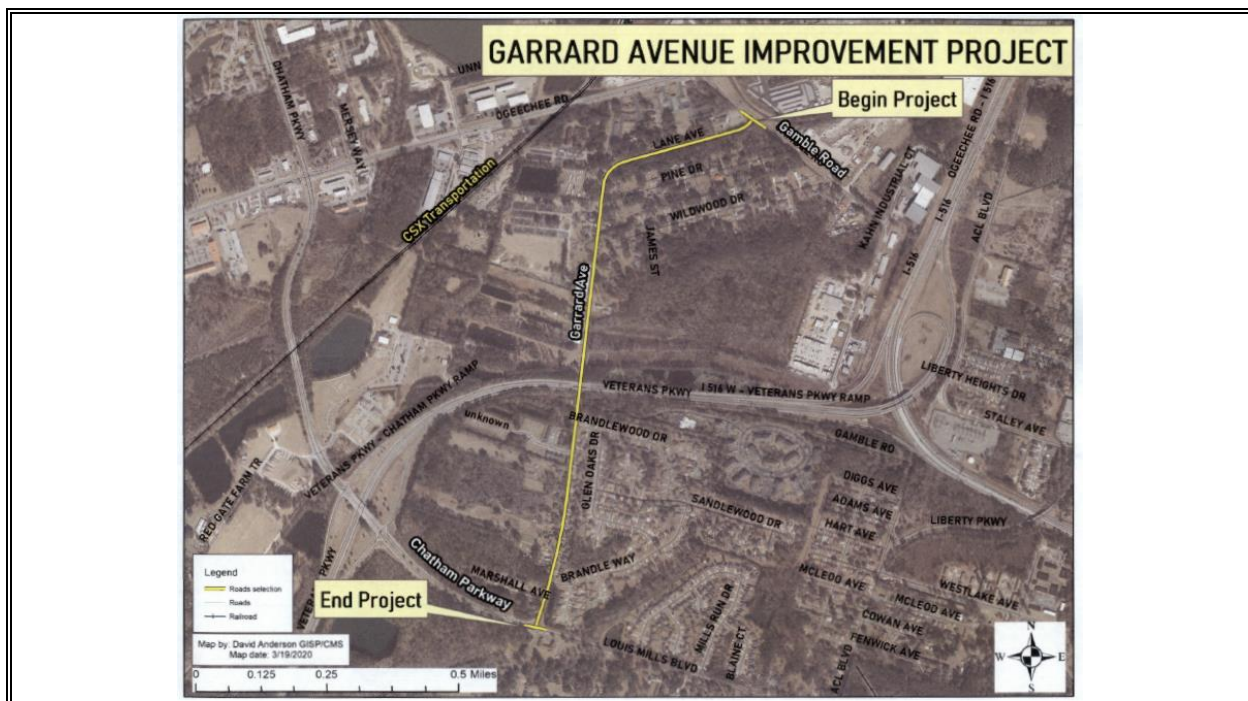 GARRARD AVENUE IMPROVEMENT PROJECT
UNN
Begin Project
CHATHAM PKWY
MERSEY WAY
OGEECHEE RD
OGEECHEE RD - I 516
LANE AVE
Gamble Road
CSX Transportation
PINE DR
WILDWOOD DR
JAMES ST
KAHN INDUSTRIAL CT
I-516
I-516
ACL BLVD
Garrard Ave
VETERANS PKWY - CHATHAM PKWY RAMP
VETERANS PKWY
I 516 W - VETERANS PKWY RAMP
LIBERTY HEIGHTS DR
STALEY AVE
unknown
BRANDLEWOOD DR
GLEN OAKS DR
GAMBLE RD
DIGGS AVE
ADAMS AVE
HART AVE
LIBERTY PKWY
SANDLEWOOD DR
RED GATE FARM TR
Chatham Parkway
MARSHALL AVE
BRANDLE WAY
MCLEOD AVE
MCLEOD AVE
WESTLAKE AVE
COWAN AVE
FENWICK AVE
MILLS RUN DR
BLAINE CT
LOUIS MILLS BLVD
ACL BLVD
PKWY
End Project
Legend
Roads selection
Roads
Railroad
Map by: David Anderson GISP/CMS
Map date: 3/19/2020
0 0.125 0.25 0.5 Miles
N
W E
S